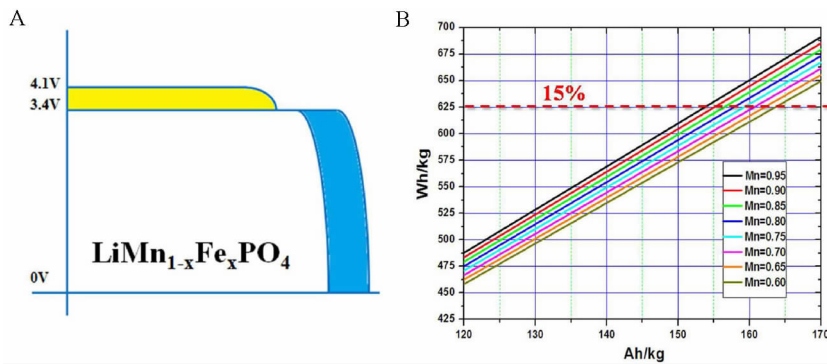 A
4.1V
3.4V
0V
LiMn1-xFexPO4
B
Wh/kg
700
675
650
625
600
575
550
525
500
475
450
425
15%
Mn=0.95
Mn=0.90
Mn=0.85
Mn=0.80
Mn=0.75
Mn=0.70
Mn=0.65
Mn=0.60
120 130 140 150 160 170
Ah/kg